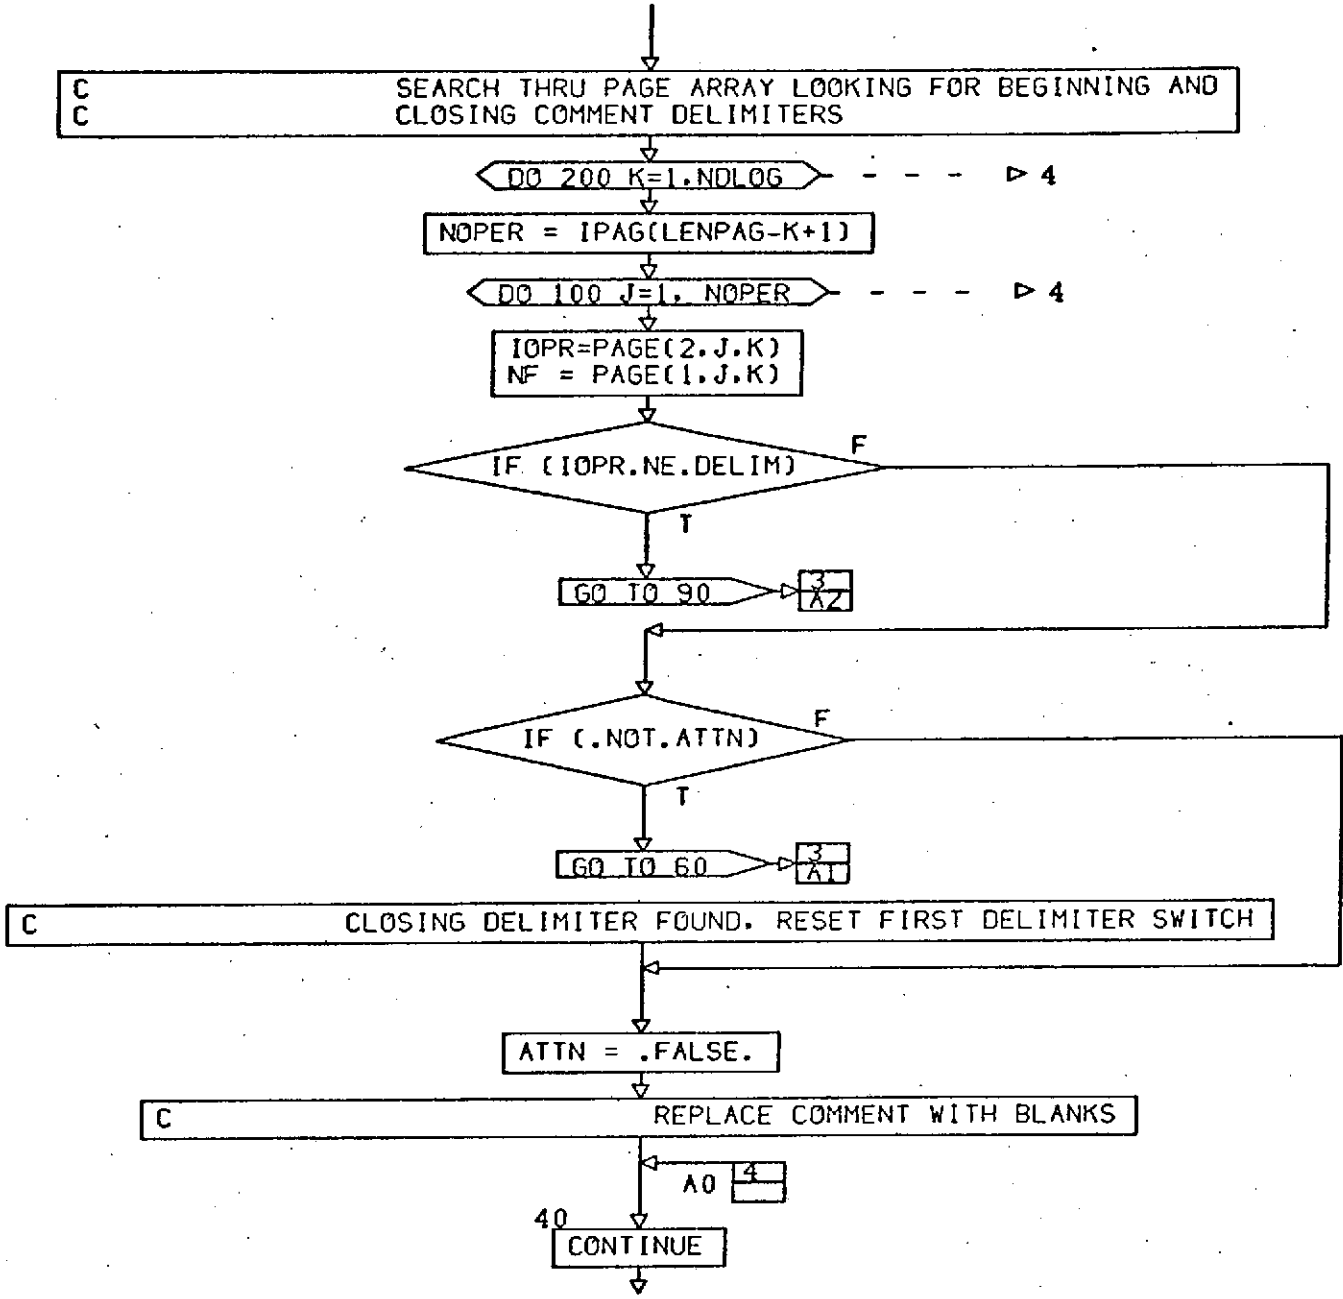 C SEARCH THRU PAGE ARRAY LOOKING FOR BEGINNING AND
C CLOSING COMMENT DELIMITERS
DO 200 K=1.NDLOG
4
NOPER = IPAG(LENPAG-K+1)
DO 100 J=1, NOPER
4
IOPR=PAGE(2.J.K)
NF = PAGE(1.J.K)
IF (IOPR.NE.DELIM)
F
T
GO TO 90
3
A2
IF (.NOT.ATTN)
F
T
GO TO 60
3
A1
C CLOSING DELIMITER FOUND. RESET FIRST DELIMITER SWITCH
ATTN = .FALSE.
C REPLACE COMMENT WITH BLANKS
A0
4
40
CONTINUE